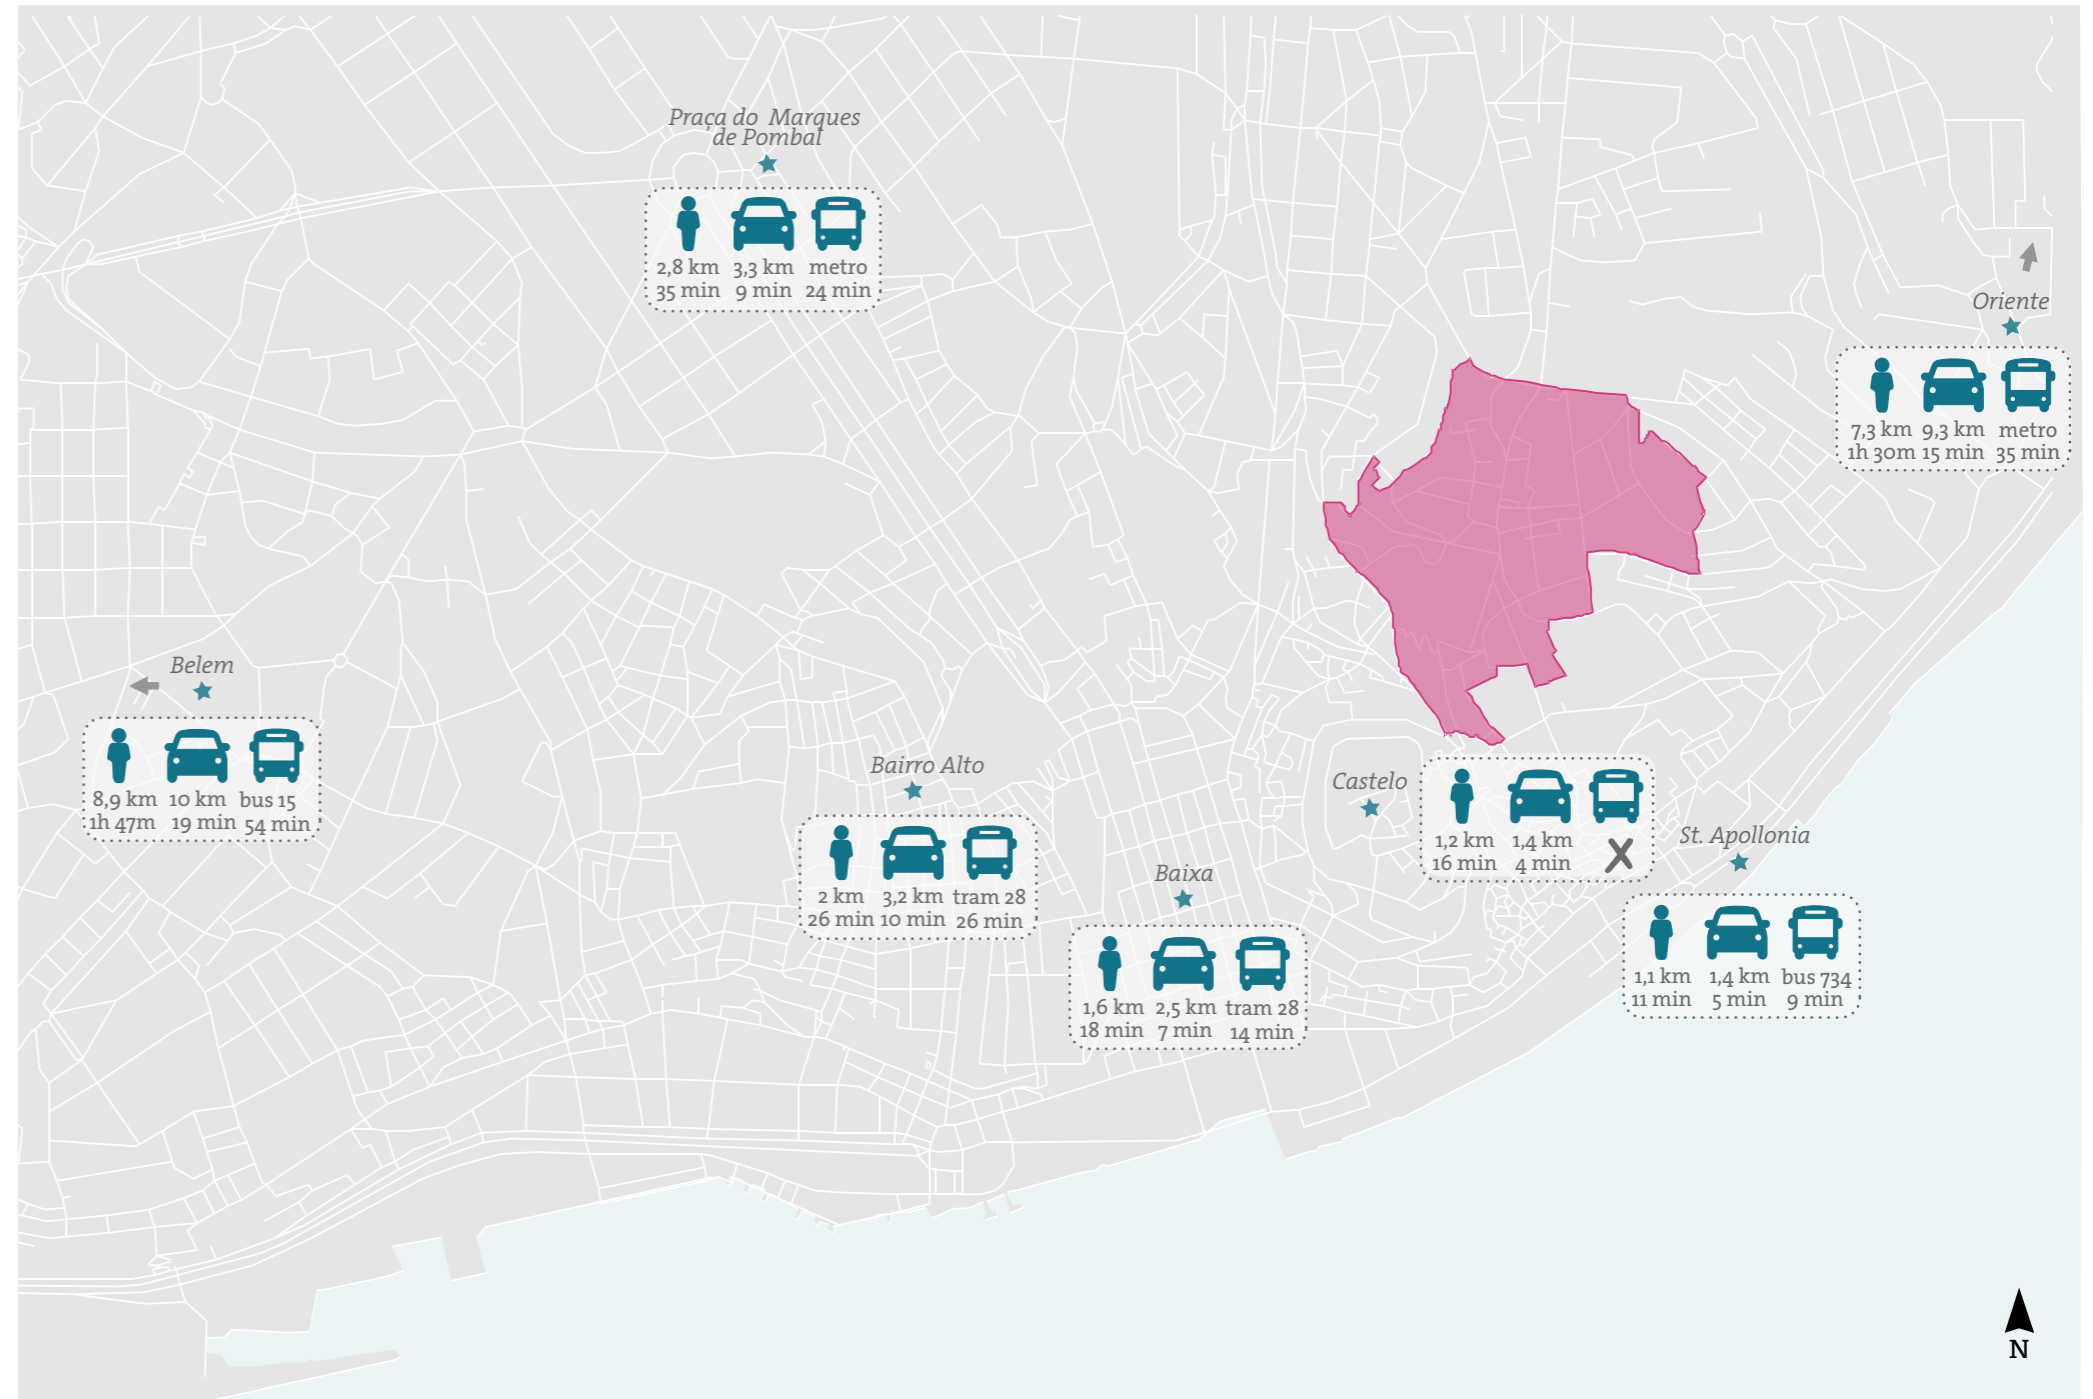 Praça do  Marques
de Pombal
2,8 km 3,3 km metro
35 min 9 min 24 min
Oriente
7,3 km 9,3 km metro
1h 30m 15 min 35 min
Belem
8,9 km 10 km bus 15
1h 47m 19 min 54 min
Bairro Alto
2 km 3,2 km tram 28
26 min 10 min 26 min
Castelo
1,2 km 1,4 km
16 min 4 min X
Baixa
1,6 km 2,5 km tram 28
18 min 7 min 14 min
St. Apollonia
1,1 km 1,4 km bus 734
11 min 5 min 9 min
N